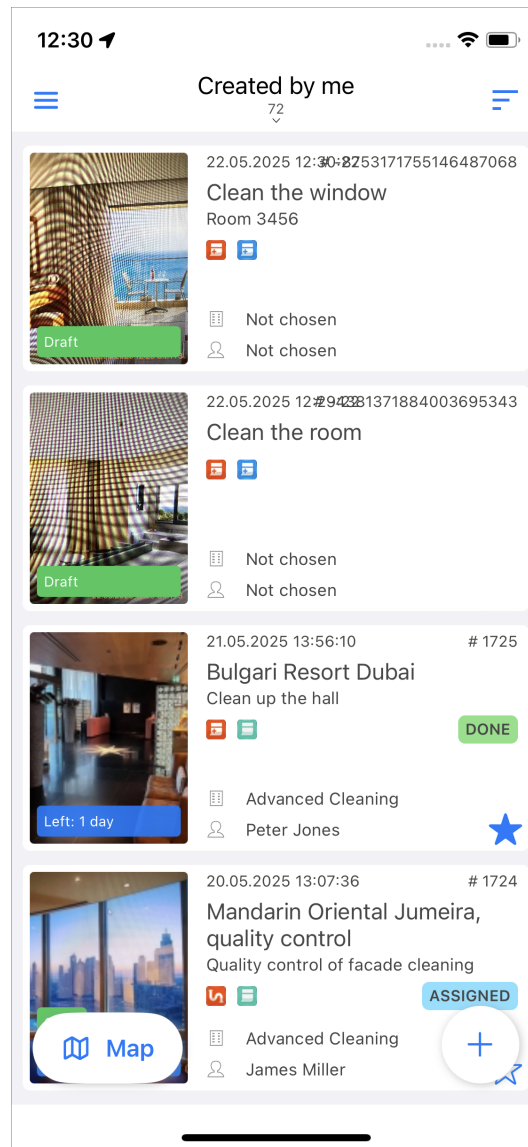 12:30
Created by me
72
22.05.2025
53171755146487068
Clean the window
Room 3456
Draft
Not chosen
Not chosen
22.05.2025
81371884003695343
Clean the room
Draft
Not chosen
Not chosen
21.05.2025 13:56:10 # 1725
Bulgari Resort Dubai
Clean up the hall
DONE
Left: 1 day
Advanced Cleaning
Peter Jones
20.05.2025 13:07:36 # 1724
Mandarin Oriental Jumeira,
quality control
Quality control of facade cleaning
ASSIGNED
Map
Advanced Cleaning
James Miller